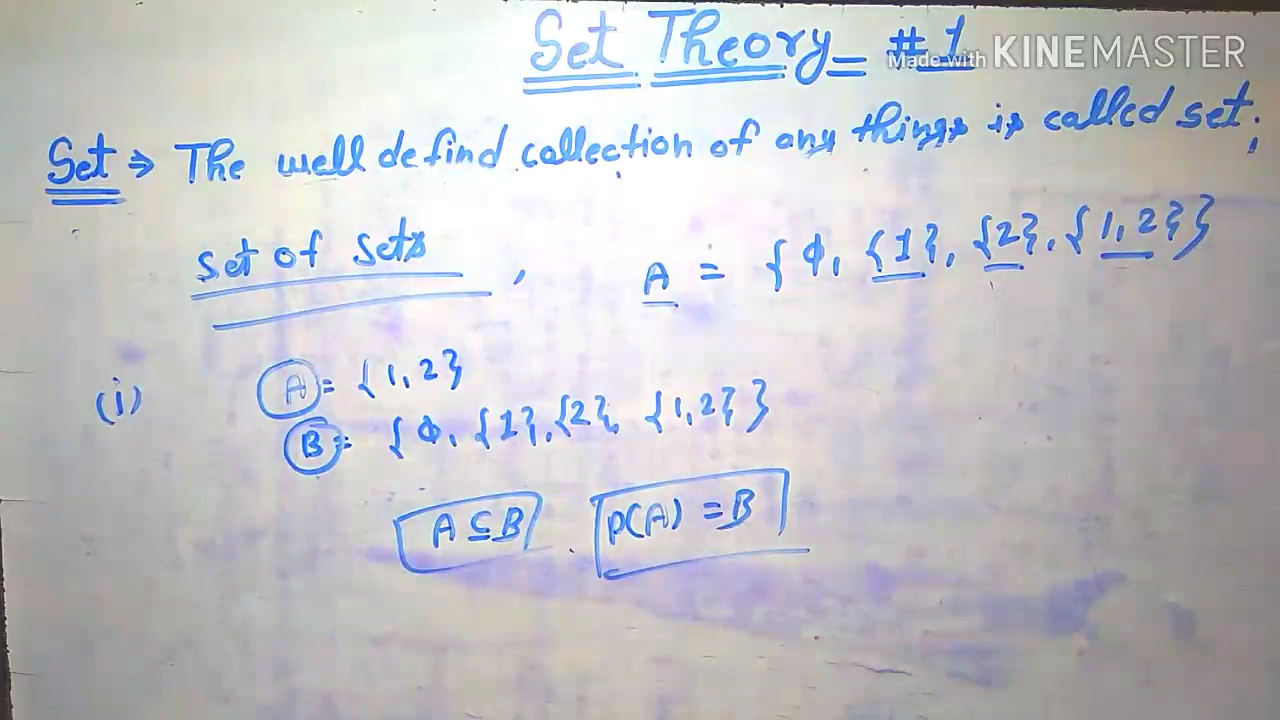 Set Theory = #1
Made with KINEMASTER
Set ⇒ The well defind collection of any things is called set.
Set of Sets , A = {ϕ, {1}, {2}, {1,2}}
(i) A = {1,2}
B = {ϕ, {1}, {2}, {1,2}}
A ⊆ B . P(A) = B